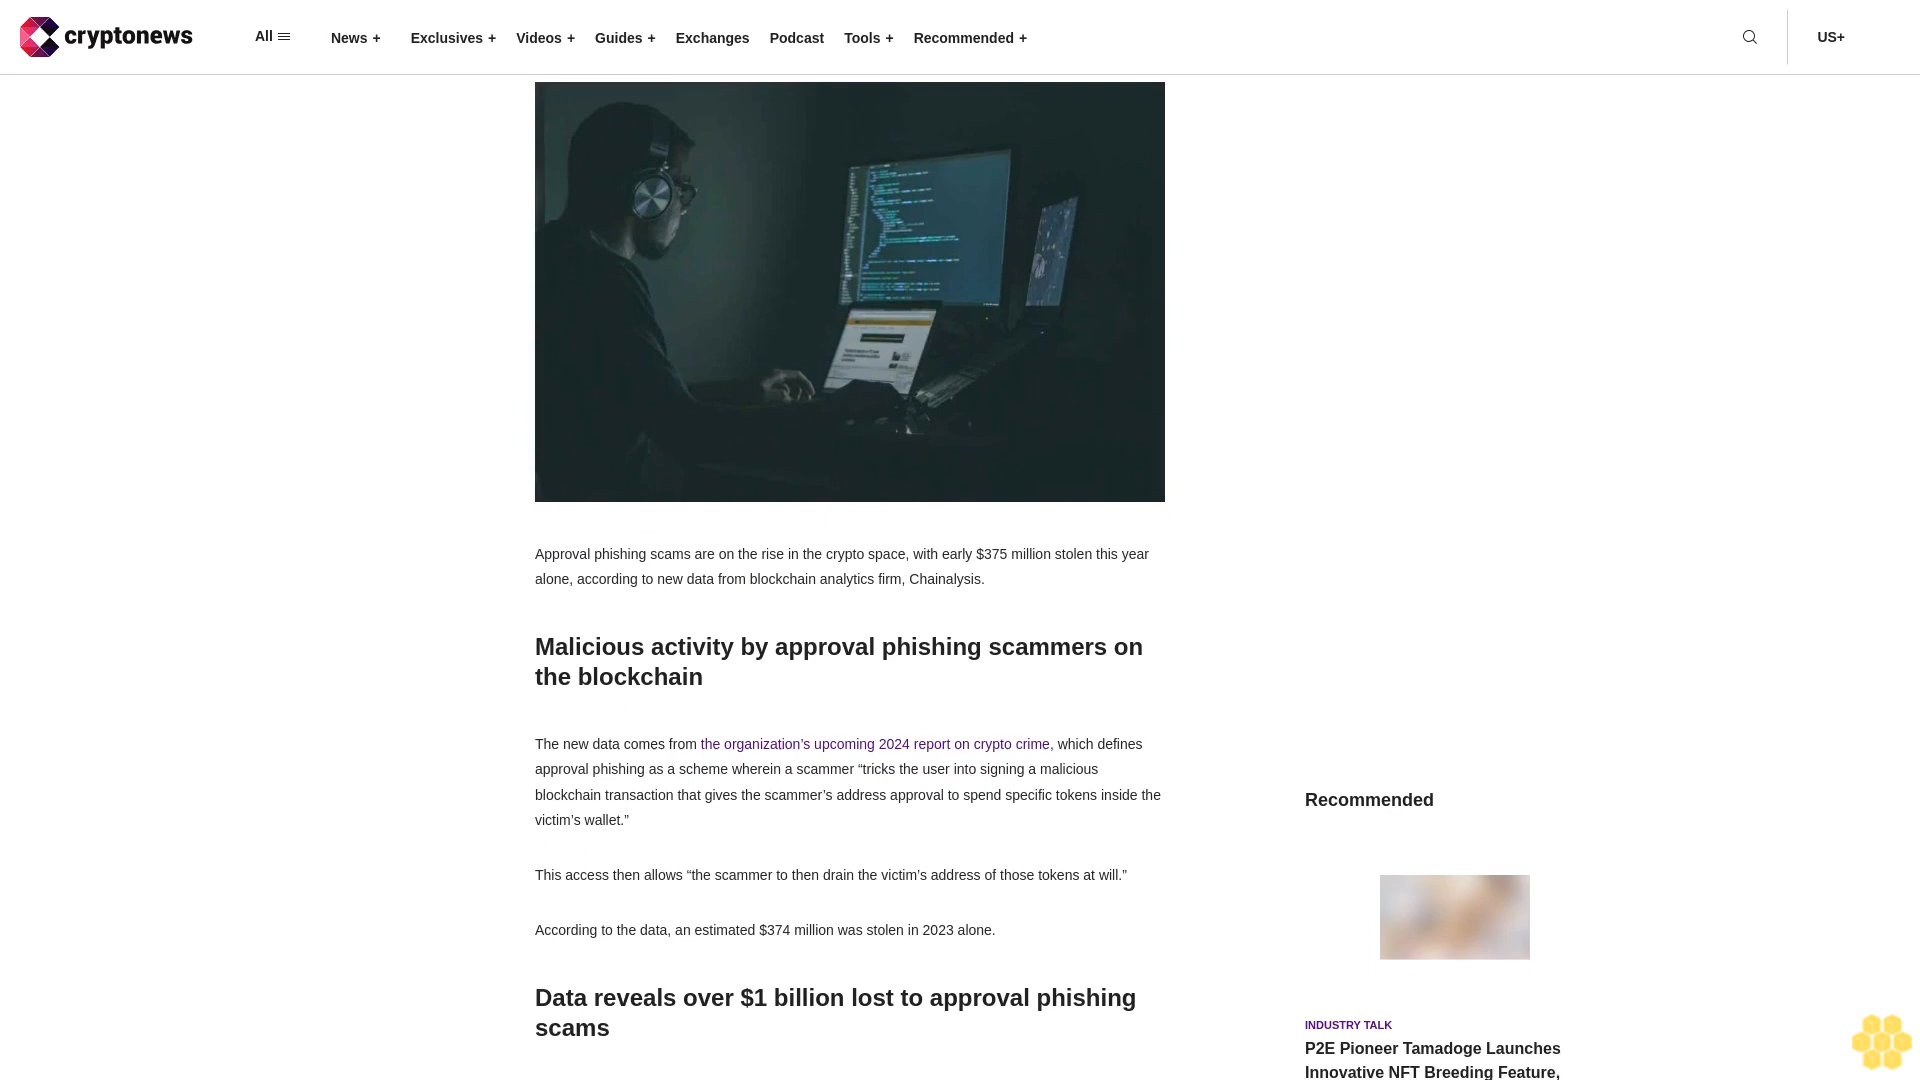 cryptonews
All
News +
Exclusives +
Videos +
Guides +
Exchanges
Podcast
Tools +
Recommended +
US+
Approval phishing scams are on the rise in the crypto space, with early $375 million stolen this year
alone, according to new data from blockchain analytics firm, Chainalysis.
Malicious activity by approval phishing scammers on
the blockchain
The new data comes from the organization’s upcoming 2024 report on crypto crime, which defines
approval phishing as a scheme wherein a scammer “tricks the user into signing a malicious
blockchain transaction that gives the scammer’s address approval to spend specific tokens inside the
victim’s wallet.”
This access then allows “the scammer to then drain the victim’s address of those tokens at will.”
According to the data, an estimated $374 million was stolen in 2023 alone.
Data reveals over $1 billion lost to approval phishing
scams
Recommended
INDUSTRY TALK
P2E Pioneer Tamadoge Launches
Innovative NFT Breeding Feature,